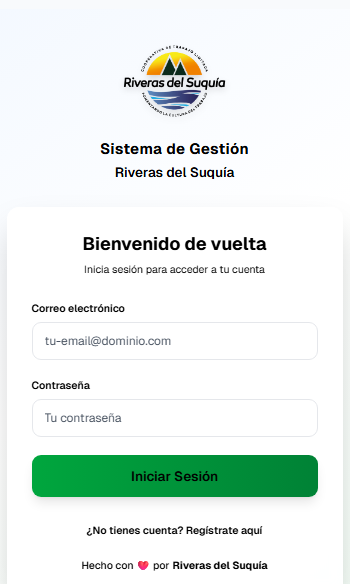 COOPERATIVA DE TRABAJO LIMITADA
Riveras del Suquía
FOMENTANDO LA CULTURA DEL TRABAJO
Sistema de Gestión
Riveras del Suquía
Bienvenido de vuelta
Inicia sesión para acceder a tu cuenta
Correo electrónico
tu-email@dominio.com
Contraseña
Tu contraseña
Iniciar Sesión
¿No tienes cuenta? Regístrate aquí
Hecho con ❤️ por Riveras del Suquía